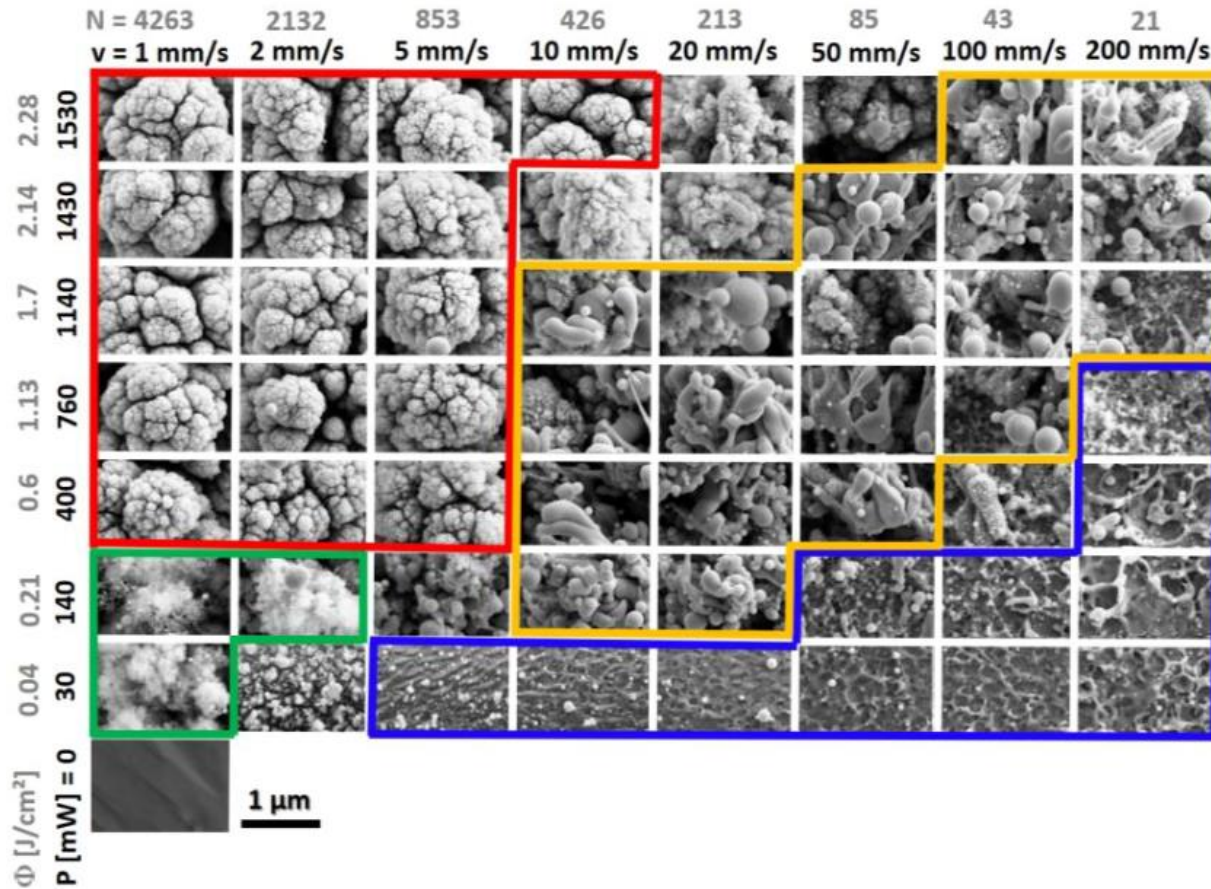 N = 4263 2132 853 426 213 85 43 21
v = 1 mm/s 2 mm/s 5 mm/s 10 mm/s 20 mm/s 50 mm/s 100 mm/s 200 mm/s
2.28 1530
2.14 1430
1.7 1140
1.13 760
0.6 400
0.21 140
0.04 30
Φ [J/cm²] P [mW] = 0
1 μm